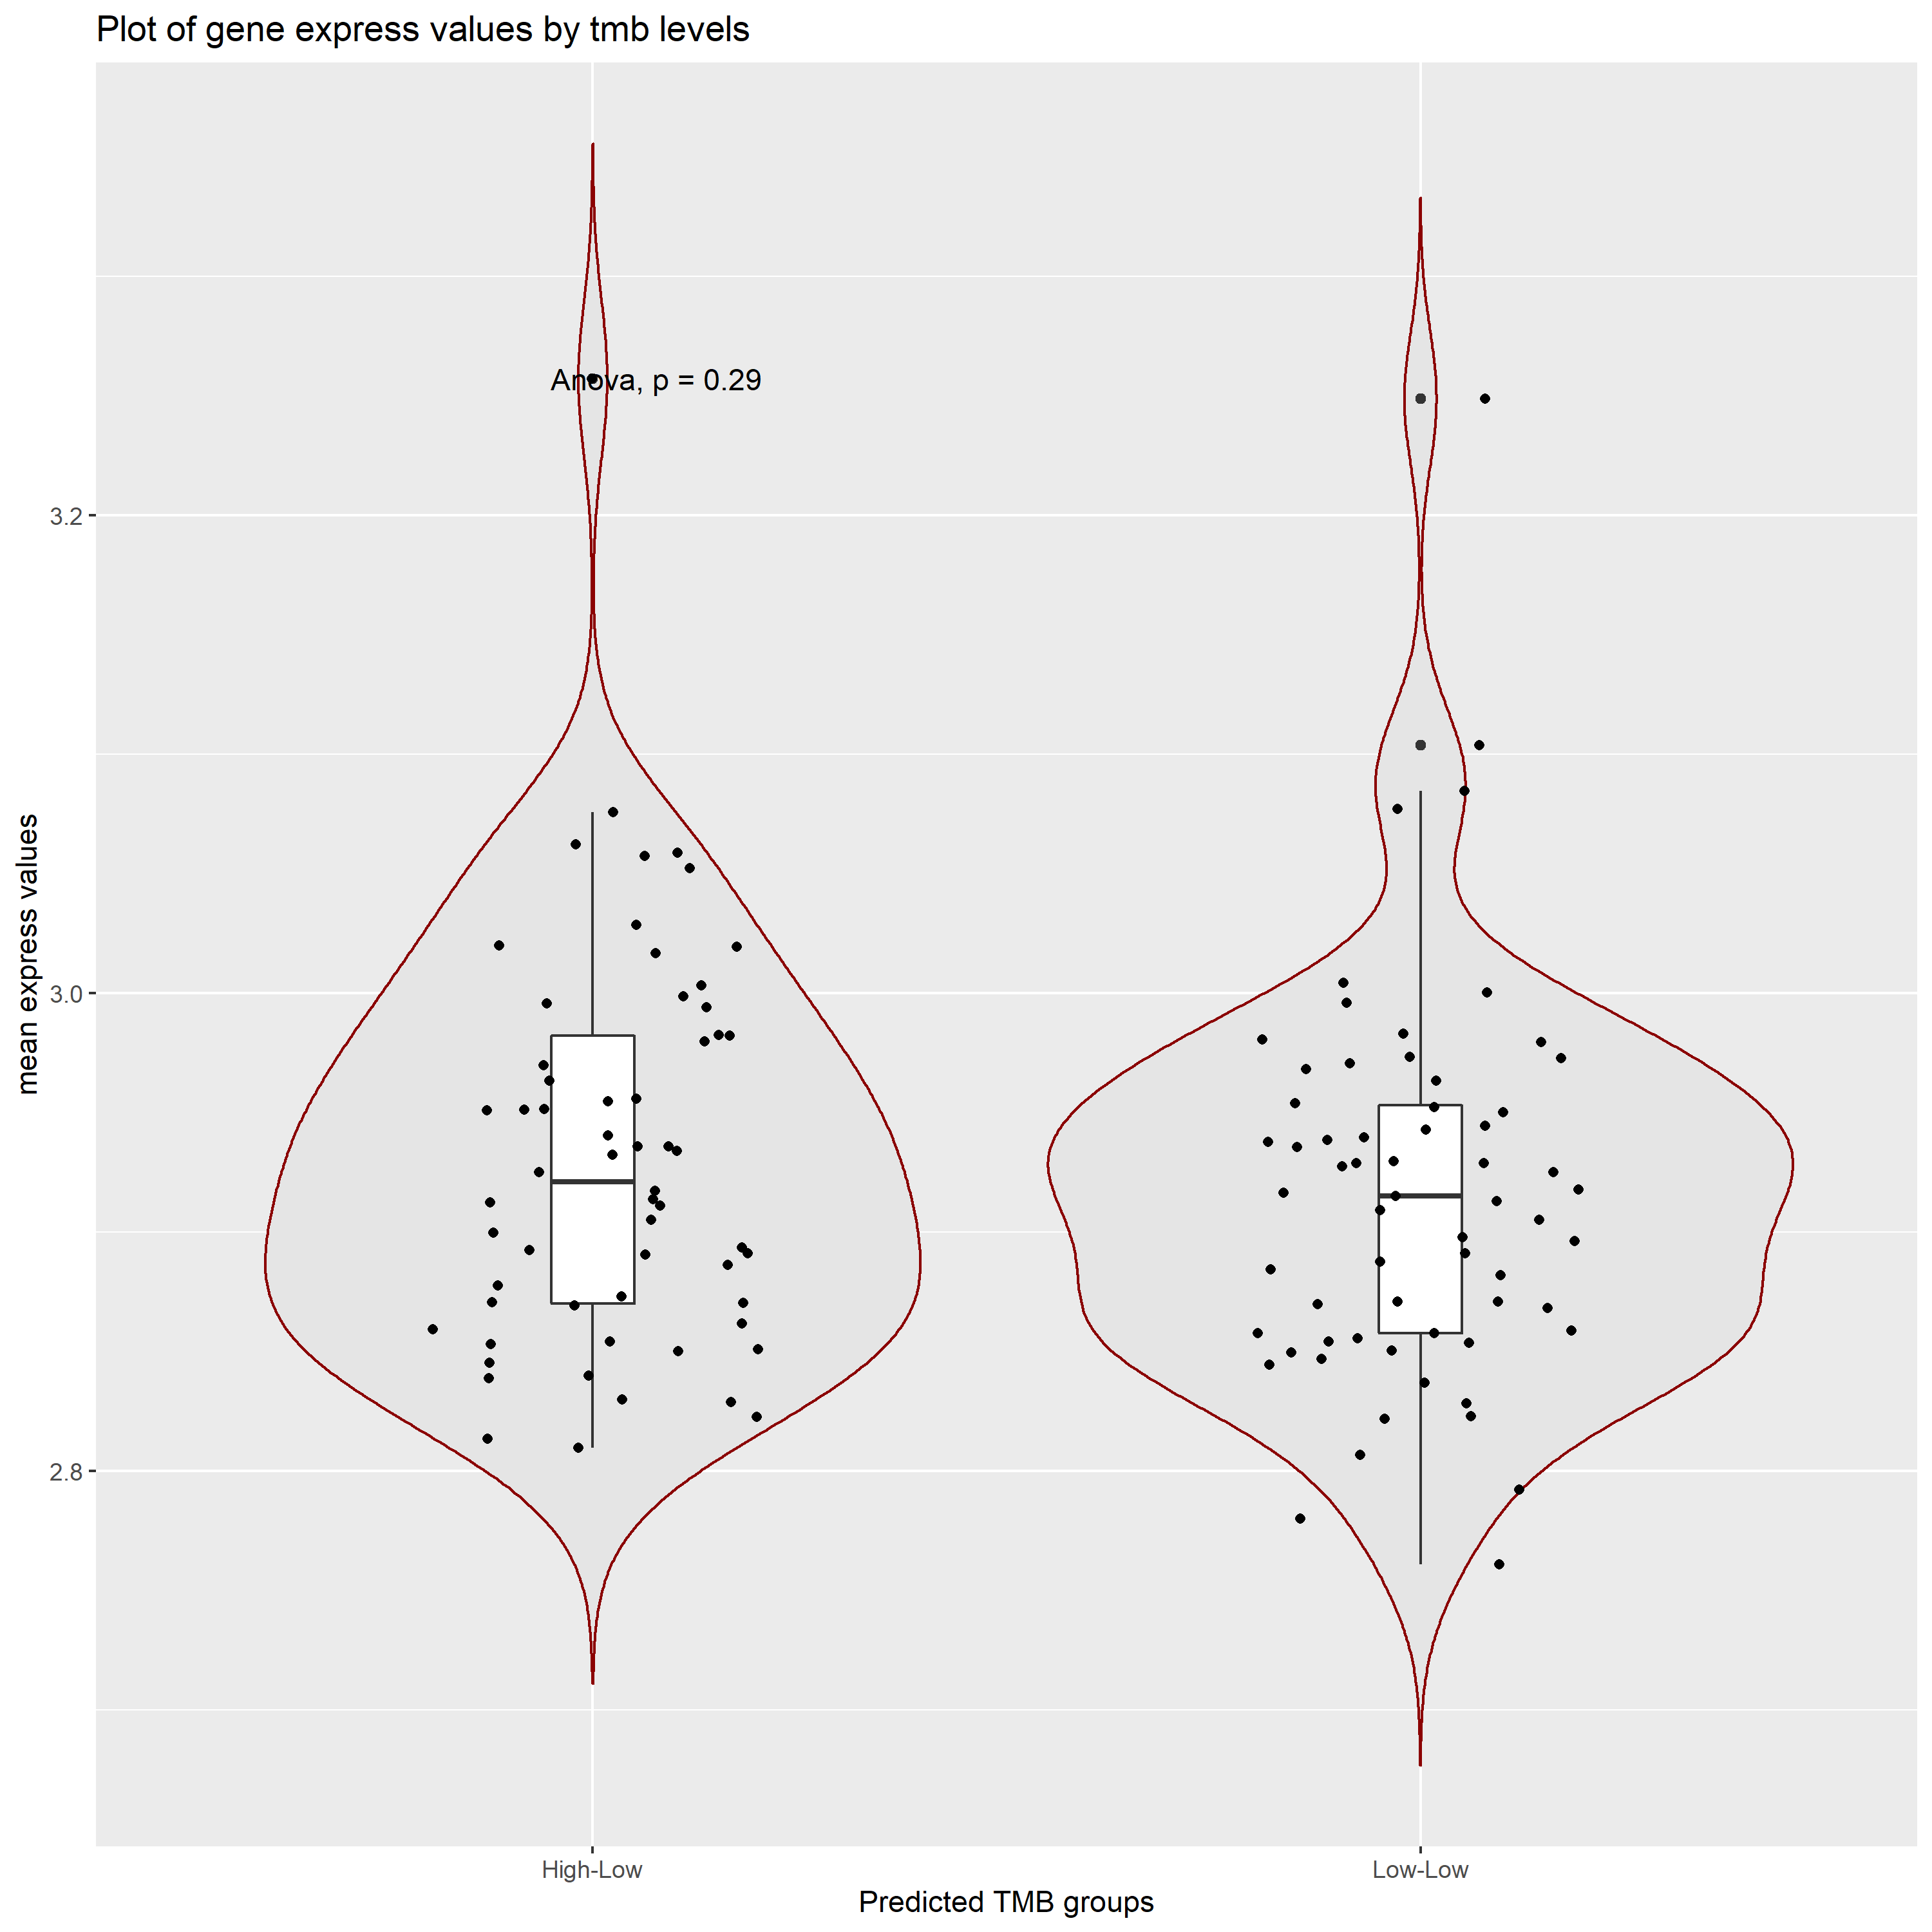 Plot of gene express values by tmb levels
Anova, p = 0.29
3.2
3.0
2.8
mean express values
High-Low
Low-Low
Predicted TMB groups